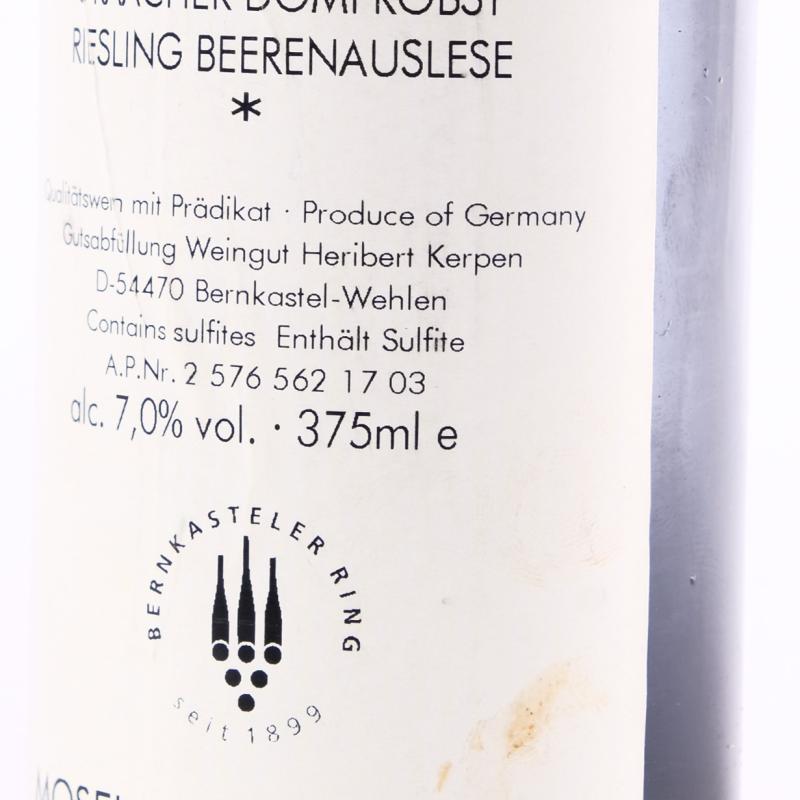 RIESLING BEERENAUSLESE
*
Qualitätswein mit Prädikat · Produce of Germany
Gutsabfüllung Weingut Heribert Kerpen
D-54470 Bernkastel-Wehlen
Contains sulfites Enthält Sulfite
A.P.Nr. 2 576 562 17 03
alc. 7,0% vol. · 375ml e
BERNKASTELER RING
seit 1899